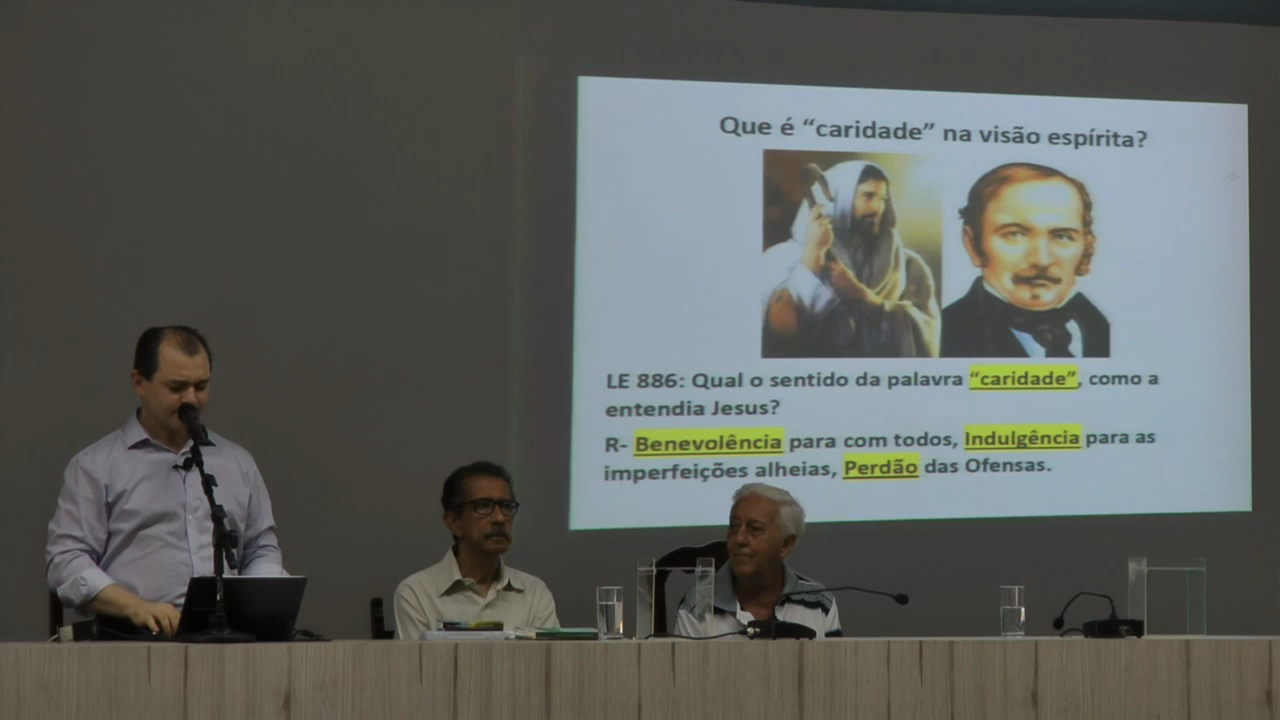 Que é “caridade” na visão espírita?
LE 886: Qual o sentido da palavra “caridade”, como a
entendia Jesus?
R- Benevolência para com todos, Indulgência para as
imperfeições alheias, Perdão das Ofensas.